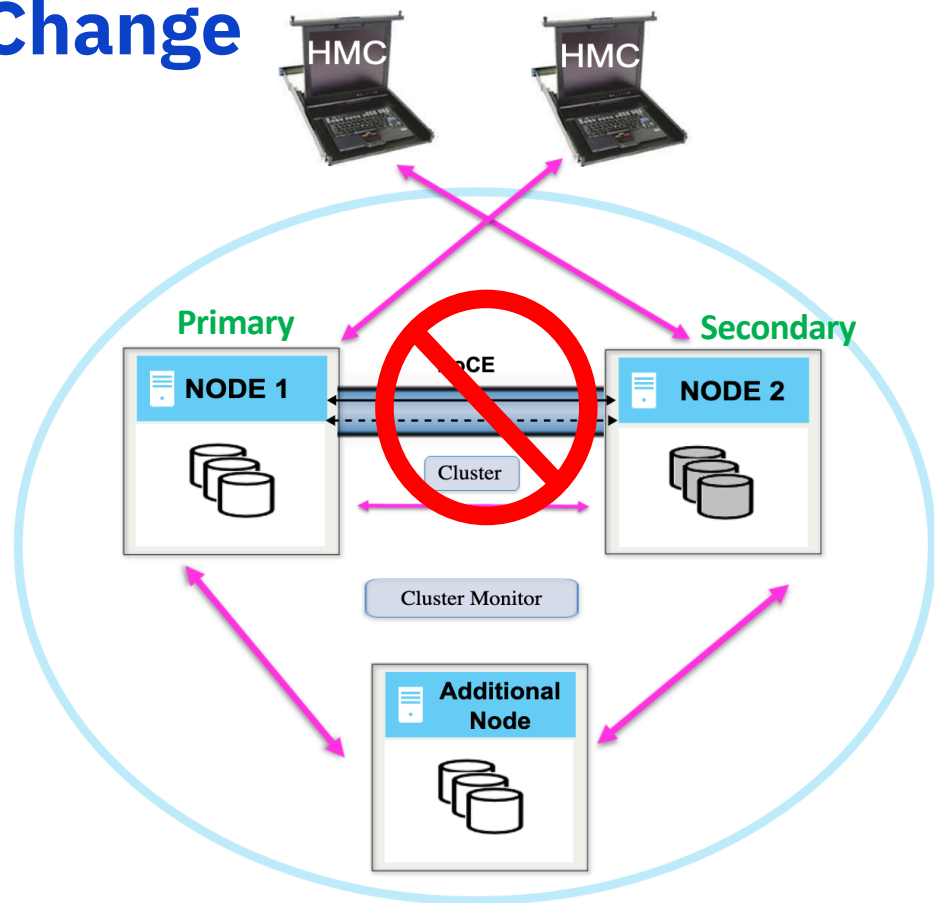 Change
HMC
HMC
Primary
Secondary
NODE 1
NODE 2
Cluster
Cluster Monitor
Additional
Node